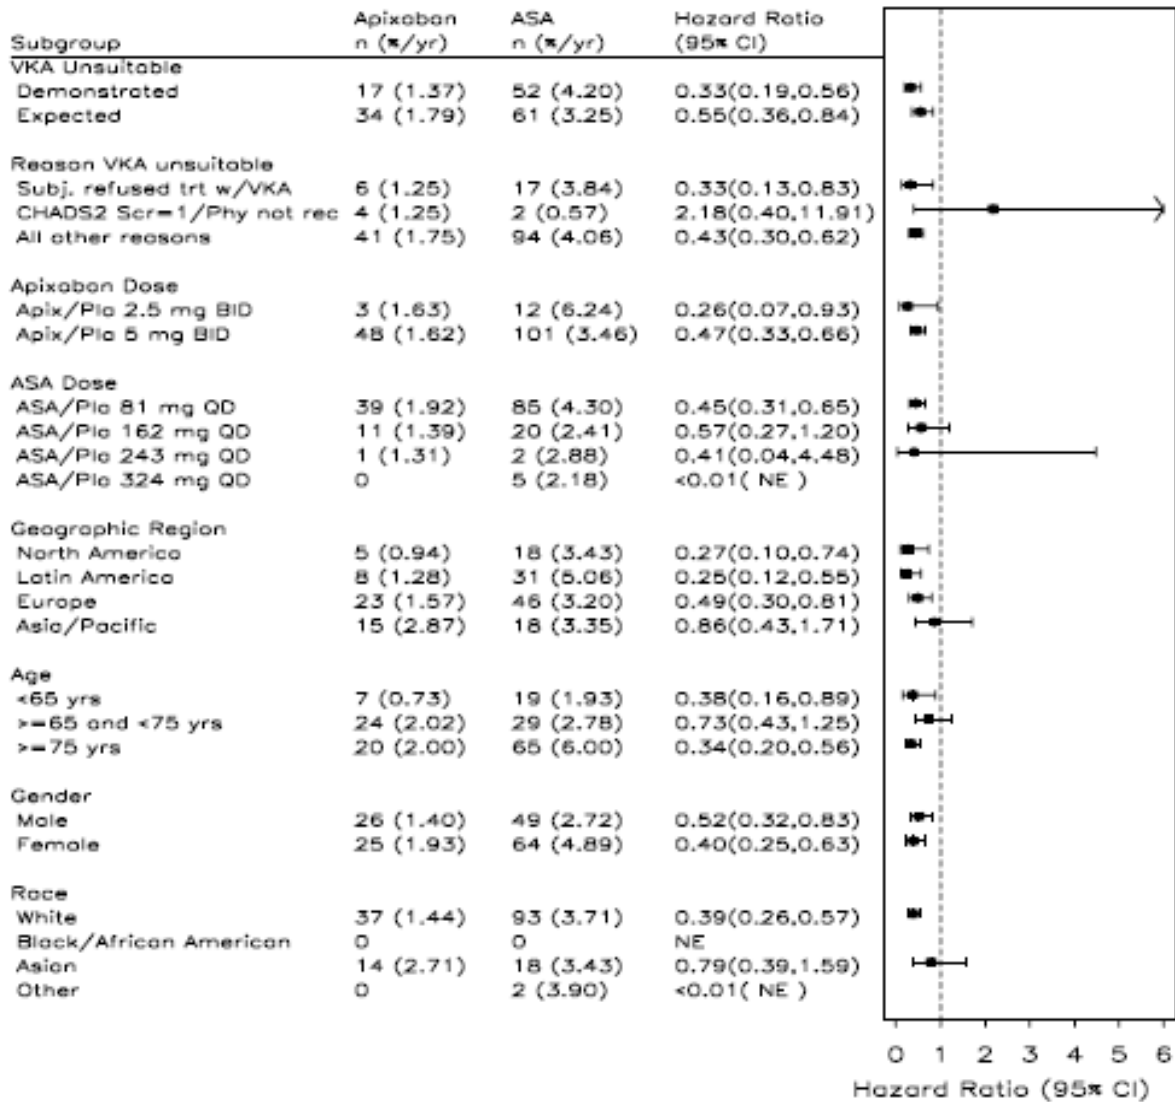 Apixaban ASA Hazard Ratio
Subgroup n (%/yr) n (%/yr) (95% CI)
VKA Unsuitable
Demonstrated 17 (1.37) 52 (4.20) 0.33(0.19,0.56)
Expected 34 (1.79) 61 (3.25) 0.55(0.36,0.84)
Reason VKA unsuitable
Subj. refused trt w/VKA 6 (1.25) 17 (3.84) 0.33(0.13,0.83)
CHADS2 Scr=1/Phy not rec 4 (1.25) 2 (0.57) 2.18(0.40,11.91)
All other reasons 41 (1.75) 94 (4.06) 0.43(0.30,0.62)
Apixaban Dose
Apix/Pla 2.5 mg BID 3 (1.63) 12 (6.24) 0.26(0.07,0.93)
Apix/Pla 5 mg BID 48 (1.62) 101 (3.46) 0.47(0.33,0.66)
ASA Dose
ASA/Pla 81 mg QD 39 (1.92) 85 (4.30) 0.45(0.31,0.65)
ASA/Pla 162 mg QD 11 (1.39) 20 (2.41) 0.57(0.27,1.20)
ASA/Pla 243 mg QD 1 (1.31) 2 (2.88) 0.41(0.04,4.48)
ASA/Pla 324 mg QD 0 5 (2.18) <0.01( NE )
Geographic Region
North America 5 (0.94) 18 (3.43) 0.27(0.10,0.74)
Latin America 8 (1.28) 31 (5.06) 0.25(0.12,0.55)
Europe 23 (1.57) 46 (3.20) 0.49(0.30,0.81)
Asia/Pacific 15 (2.87) 18 (3.35) 0.86(0.43,1.71)
Age
<65 yrs 7 (0.73) 19 (1.93) 0.38(0.16,0.89)
>=65 and <75 yrs 24 (2.02) 29 (2.78) 0.73(0.43,1.25)
>=75 yrs 20 (2.00) 65 (6.00) 0.34(0.20,0.56)
Gender
Male 26 (1.40) 49 (2.72) 0.52(0.32,0.83)
Female 25 (1.93) 64 (4.89) 0.40(0.25,0.63)
Race
White 37 (1.44) 93 (3.71) 0.39(0.26,0.57)
Black/African American 0 0 NE
Asian 14 (2.71) 18 (3.43) 0.79(0.39,1.59)
Other 0 2 (3.90) <0.01( NE )
0 1 2 3 4 5 6
Hazard Ratio (95% CI)